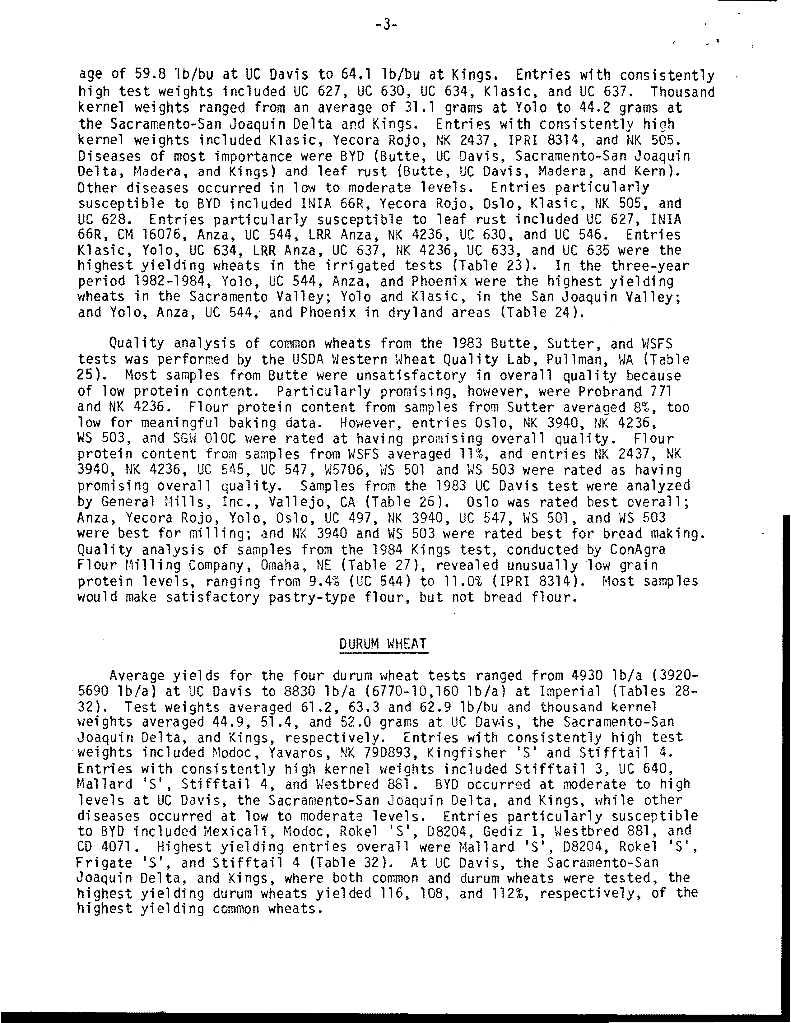 -3-
age of 59.8 lb/bu at UC Davis to 64.1 lb/bu at Kings. Entries with consistently
high test weights included UC 627, UC 630, UC 634, Klasic, and UC 637. Thousand
kernel weights ranged from an average of 31.1 grams at Yolo to 44.2 grams at
the Sacramento-San Joaquin Delta and Kings. Entries with consistently high
kernel weights included Klasic, Yecora Rojo, NK 2437, IPRI 8314, and NK 505.
Diseases of most importance were BYD (Butte, UC Davis, Sacramento-San Joaquin
Delta, Madera, and Kings) and leaf rust (Butte, UC Davis, Madera, and Kern).
Other diseases occurred in low to moderate levels. Entries particularly
susceptible to BYD included INIA 66R, Yecora Rojo, Oslo, Klasic, NK 505, and
UC 628. Entries particularly susceptible to leaf rust included UC 627, INIA
66R, CM 16076, Anza, UC 544, LRR Anza, NK 4236, UC 630, and UC 546. Entries
Klasic, Yolo, UC 634, LRR Anza, UC 637, NK 4236, UC 633, and UC 635 were the
highest yielding wheats in the irrigated tests (Table 23). In the three-year
period 1982-1984, Yolo, UC 544, Anza, and Phoenix were the highest yielding
wheats in the Sacramento Valley; Yolo and Klasic, in the San Joaquin Valley;
and Yolo, Anza, UC 544, and Phoenix in dryland areas (Table 24).
Quality analysis of common wheats from the 1983 Butte, Sutter, and WSFS
tests was performed by the USDA Western Wheat Quality Lab, Pullman, WA (Table
25). Most samples from Butte were unsatisfactory in overall quality because
of low protein content. Particularly promising, however, were Probrand 771
and NK 4236. Flour protein content from samples from Sutter averaged 8%, too
low for meaningful baking data. However, entries Oslo, NK 3940, NK 4236,
WS 503, and SGW 010C were rated at having promising overall quality. Flour
protein content from samples from WSFS averaged 11%, and entries NK 2437, NK
3940, NK 4236, UC 545, UC 547, W5706, WS 501 and WS 503 were rated as having
promising overall quality. Samples from the 1983 UC Davis test were analyzed
by General Mills, Inc., Vallejo, CA (Table 26). Oslo was rated best overall;
Anza, Yecora Rojo, Yolo, Oslo, UC 497, NK 3940, UC 547, WS 501, and WS 503
were best for milling; and NK 3940 and WS 503 were rated best for bread making.
Quality analysis of samples from the 1984 Kings test, conducted by ConAgra
Flour Milling Company, Omaha, NE (Table 27), revealed unusually low grain
protein levels, ranging from 9.4% (UC 544) to 11.0% (IPRI 8314). Most samples
would make satisfactory pastry-type flour, but not bread flour.
DURUM WHEAT
Average yields for the four durum wheat tests ranged from 4930 lb/a (3920-
5690 lb/a) at UC Davis to 8830 lb/a (6770-10,160 lb/a) at Imperial (Tables 28-
32). Test weights averaged 61.2, 63.3 and 62.9 lb/bu and thousand kernel
weights averaged 44.9, 51.4, and 52.0 grams at UC Davis, the Sacramento-San
Joaquin Delta, and Kings, respectively. Entries with consistently high test
weights included Modoc, Yavaros, NK 79D893, Kingfisher 'S' and Stifftail 4.
Entries with consistently high kernel weights included Stifftail 3, UC 640,
Mallard 'S', Stifftail 4, and Westbred 881. BYD occurred at moderate to high
levels at UC Davis, the Sacramento-San Joaquin Delta, and Kings, while other
diseases occurred at low to moderate levels. Entries particularly susceptible
to BYD included Mexicali, Modoc, Rokel 'S', D8204, Gediz I, Westbred 881, and
CD 4071. Highest yielding entries overall were Mallard 'S', D8204, Rokel 'S',
Frigate 'S', and Stifftail 4 (Table 32). At UC Davis, the Sacramento-San
Joaquin Delta, and Kings, where both common and durum wheats were tested, the
highest yielding durum wheats yielded 116, 108, and 112%, respectively, of the
highest yielding common wheats.